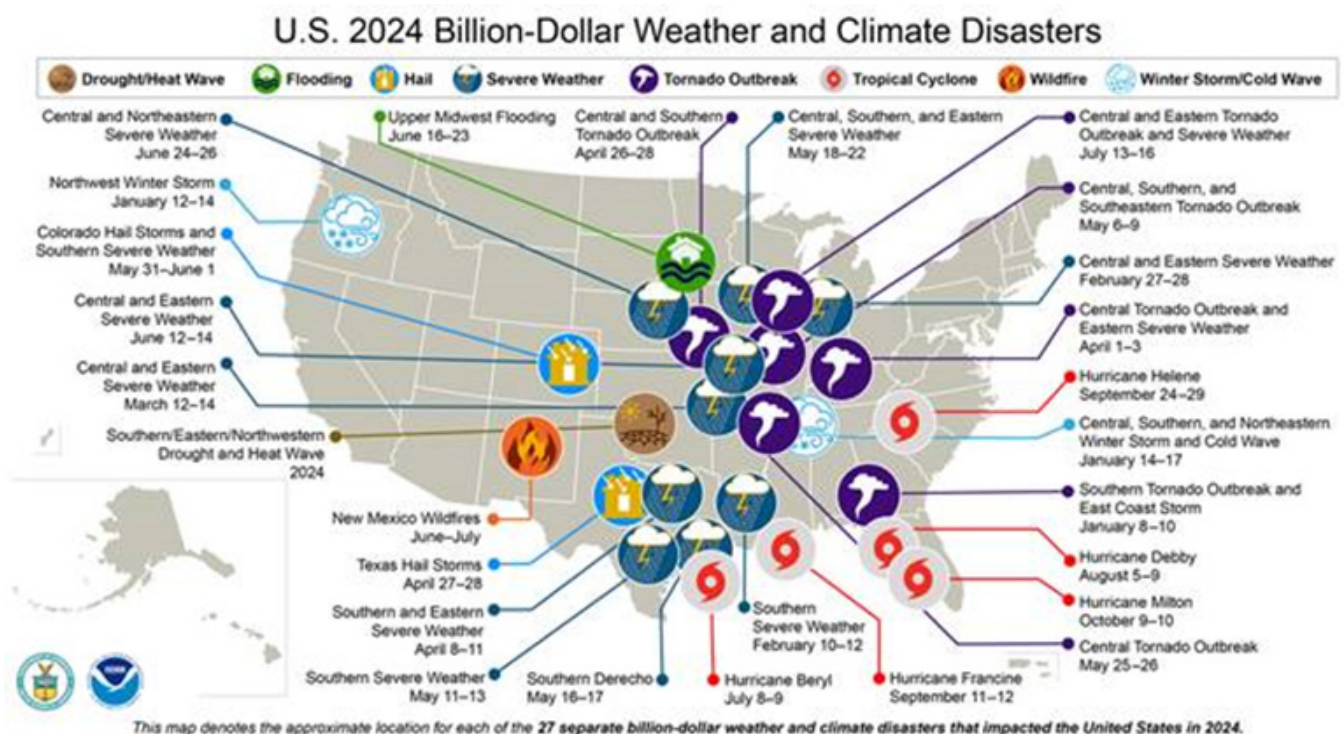 U.S. 2024 Billion-Dollar Weather and Climate Disasters
Drought/Heat Wave
Flooding
Hail
Severe Weather
Tornado Outbreak
Tropical Cyclone
Wildfire
Winter Storm/Cold Wave
Central and Northeastern
Severe Weather
June 24–26
Northwest Winter Storm
January 12–14
Colorado Hail Storms and
Southern Severe Weather
May 31–June 1
Central and Eastern
Severe Weather
June 12–14
Central and Eastern
Severe Weather
March 12–14
Southern/Eastern/Northwestern
Drought and Heat Wave
2024
Upper Midwest Flooding
June 16–23
Central and Southern
Tornado Outbreak
April 26–28
Central, Southern, and Eastern
Severe Weather
May 18–22
Central and Eastern Tornado
Outbreak and Severe Weather
July 13–16
Central, Southern, and
Southeastern Tornado Outbreak
May 6–9
Central and Eastern Severe Weather
February 27–28
Central Tornado Outbreak and
Eastern Severe Weather
April 1–3
Hurricane Helene
September 24–29
Central, Southern, and Northeastern
Winter Storm and Cold Wave
January 14–17
Southern Tornado Outbreak and
East Coast Storm
January 8–10
Hurricane Debby
August 5–9
Hurricane Milton
October 9–10
Central Tornado Outbreak
May 25–26
New Mexico Wildfires
June–July
Texas Hail Storms
April 27–28
Southern and Eastern
Severe Weather
April 8–11
Southern Severe Weather
May 11–13
Southern Derecho
May 16–17
Hurricane Beryl
July 8–9
Southern
Severe Weather
February 10–12
Hurricane Francine
September 11–12
This map denotes the approximate location for each of the 27 separate billion-dollar weather and climate disasters that impacted the United States in 2024.